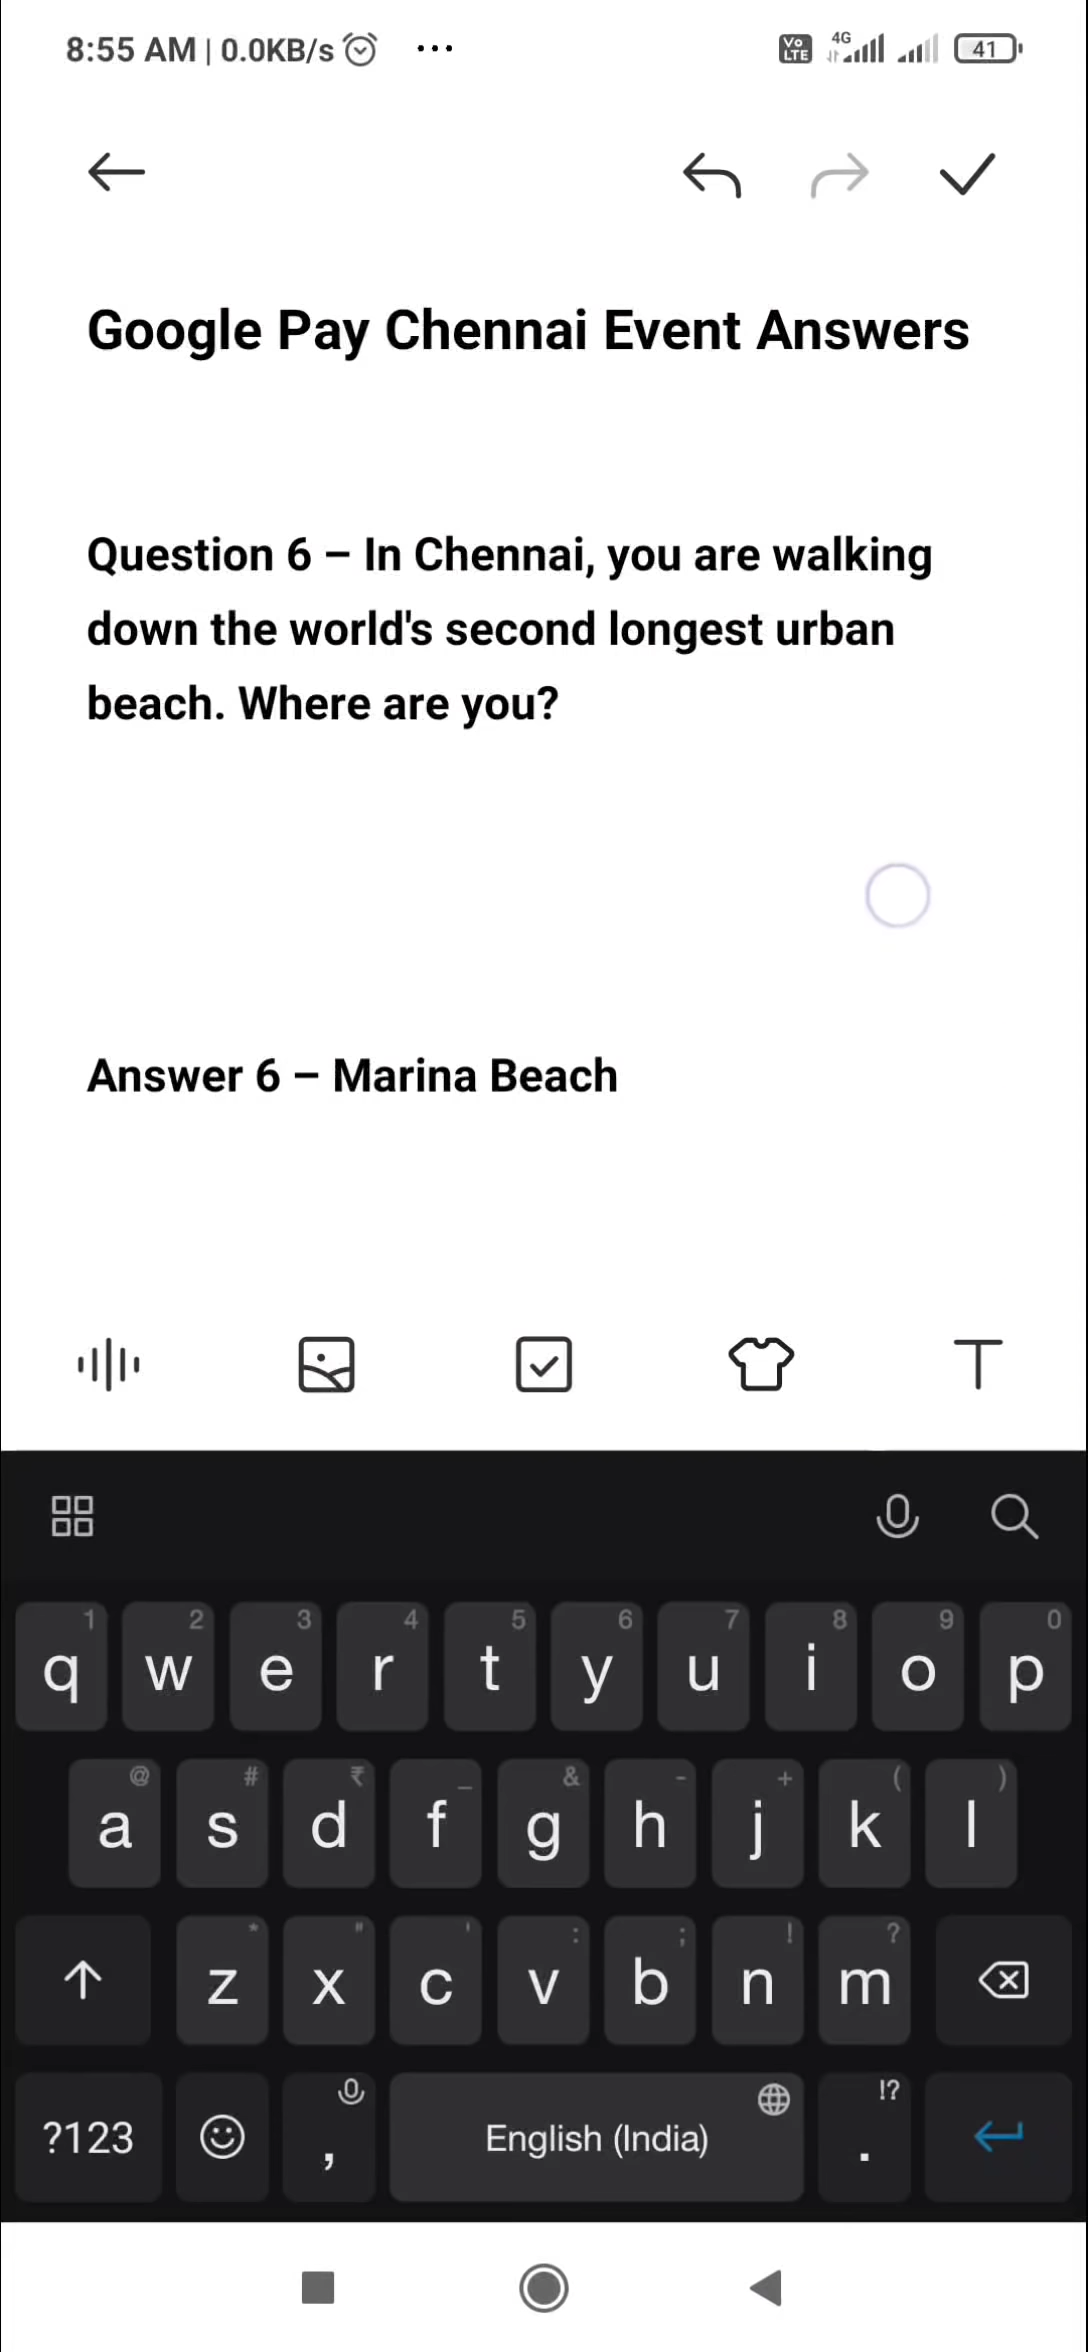 8:55 AM | 0.0KB/s ... Vo LTE 4G 41
Google Pay Chennai Event Answers
Question 6 – In Chennai, you are walking
down the world's second longest urban
beach. Where are you?
Answer 6 – Marina Beach
T
1 2 3 4 5 6 7 8 9 0
q w e r t y u i o p
@ # ₹ _ & - + ( )
a s d f g h j k l
* " ' : ; ! ?
z x c v b n m
!?
?123 , English (India) .